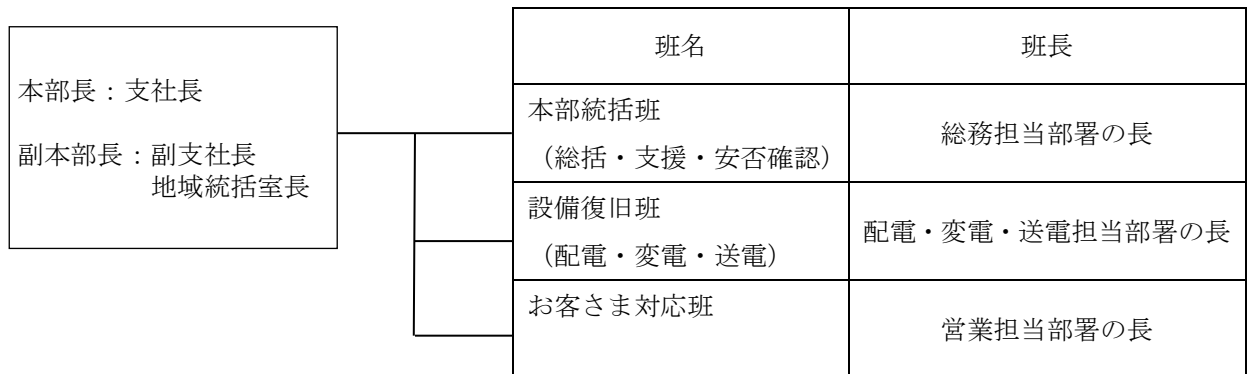 本部長：支社長
副本部長：副支社長
地域統括室長
班名
班長
本部統括班
（総括・支援・安否確認）
総務担当部署の長
設備復旧班
（配電・変電・送電）
配電・変電・送電担当部署の長
お客さま対応班
営業担当部署の長